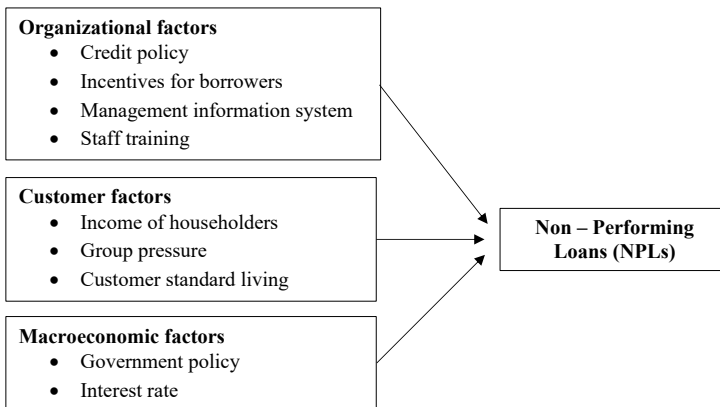 Organizational factors
• Credit policy
• Incentives for borrowers
• Management information system
• Staff training
Customer factors
• Income of householders
• Group pressure
• Customer standard living
Macroeconomic factors
• Government policy
• Interest rate
Non – Performing
Loans (NPLs)